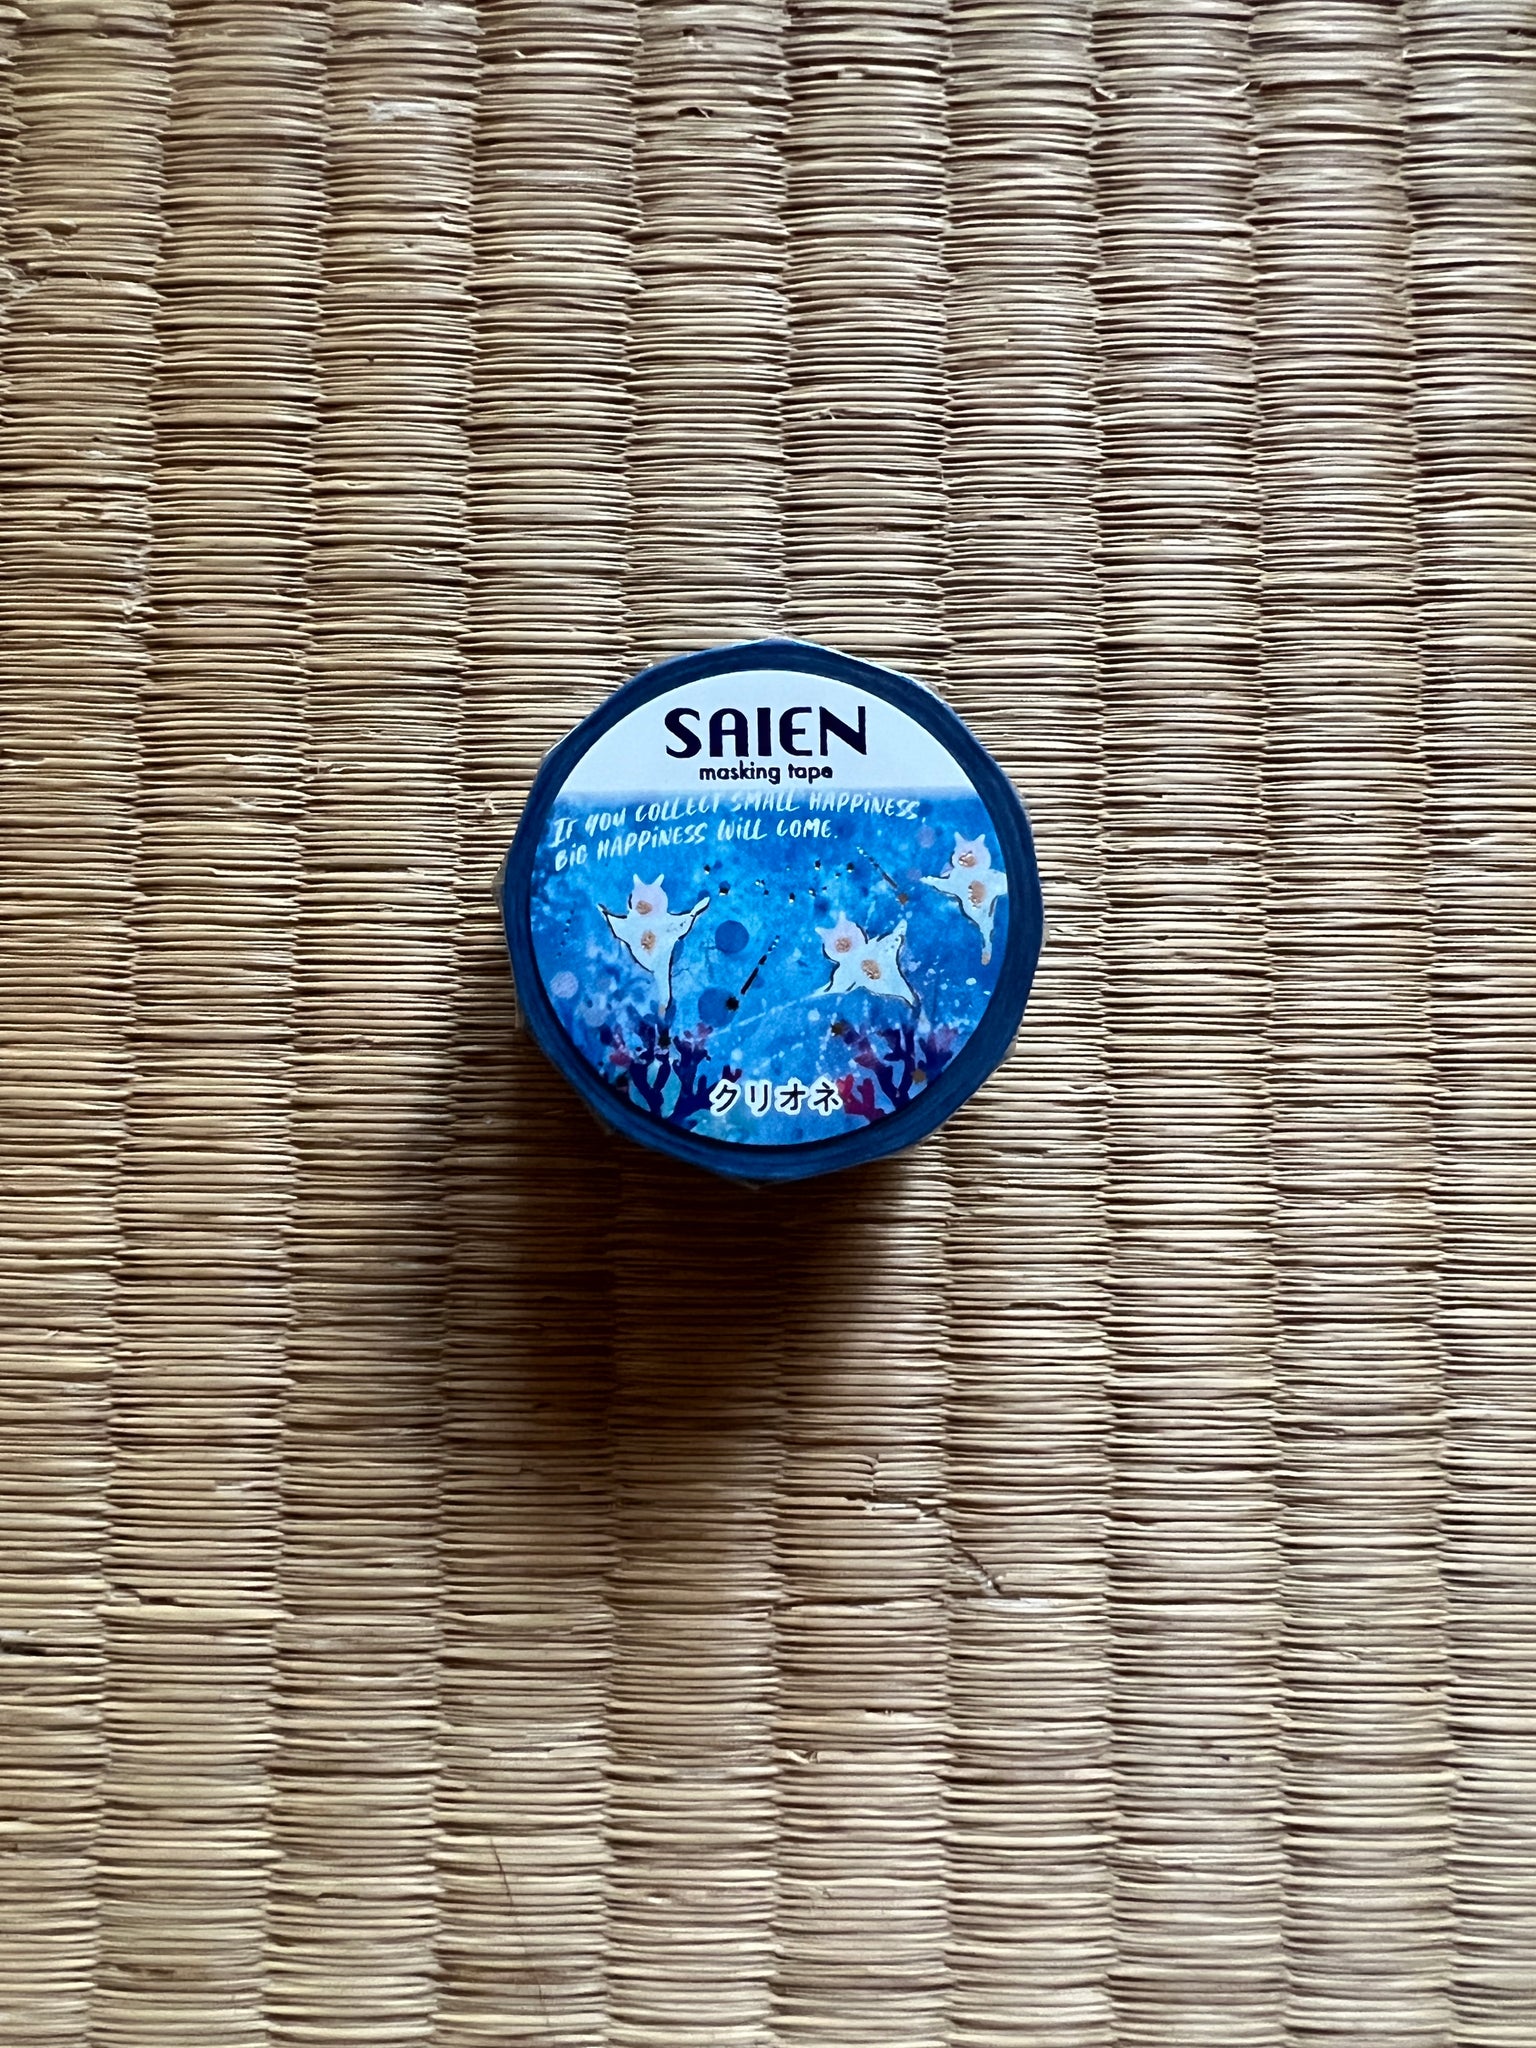 SAIEN
masking tape
IF YOU COLLECT SMALL HAPPINESS,
BIG HAPPINESS WILL COME.
クリオネ